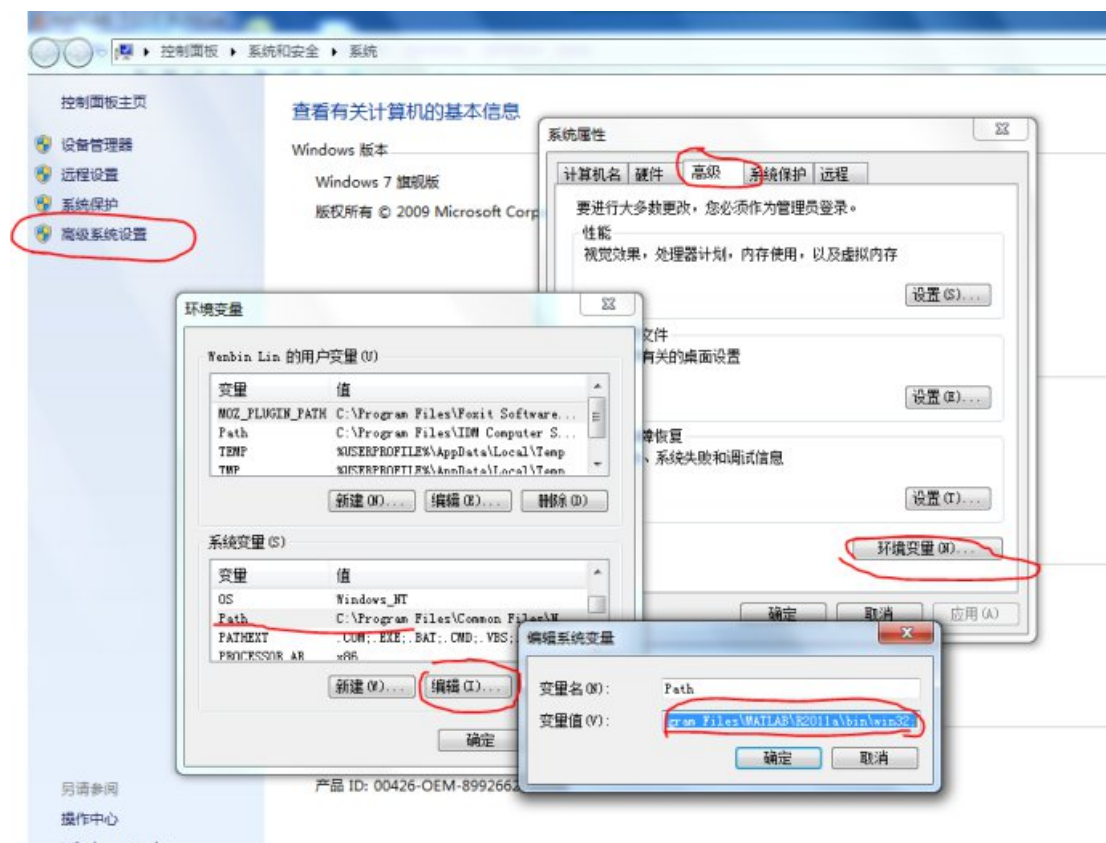 控制面板 ▸ 系统和安全 ▸ 系统
控制面板主页
设备管理器
远程设置
系统保护
高级系统设置
另请参阅
操作中心
查看有关计算机的基本信息
Windows 版本
Windows 7 旗舰版
版权所有 © 2009 Microsoft Corp
产品 ID: 00426-OEM-8992662
系统属性
计算机名 硬件 高级 系统保护 远程
要进行大多数更改，您必须作为管理员登录。
性能
视觉效果，处理器计划，内存使用，以及虚拟内存
设置(S)...
文件
有关的桌面设置
设置(E)...
障恢复
、系统失败和调试信息
设置(T)...
环境变量(N)...
确定 取消 应用(A)
环境变量
Wenbin Lin 的用户变量(U)
变量 值
MOZ_PLUGIN_PATH C:\Program Files\Foxit Software...
Path C:\Program Files\IDM Computer S...
TEMP %USERPROFILE%\AppData\Local\Temp
TMP %USERPROFILE%\AppData\Local\Temp
新建(N)... 编辑(E)... 删除(D)
系统变量(S)
变量 值
OS Windows_NT
Path C:\Program Files\Common Files\
PATHEXT .COM;.EXE;.BAT;.CMD;.VBS;
PROCESSOR_AR x86
新建(W)... 编辑(I)...
确定
编辑系统变量
变量名(N): Path
变量值(V): gram Files\MATLAB\R2011a\bin\win32;
确定 取消